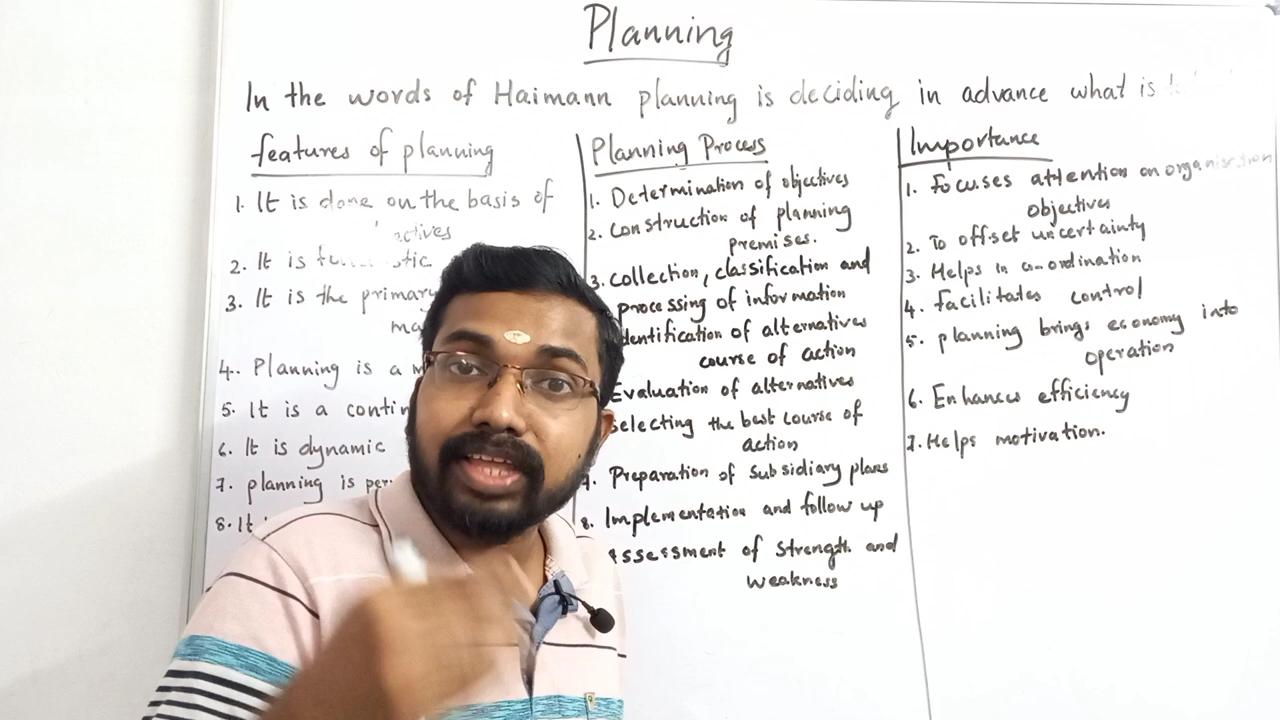 Planning
In the words of Haimann planning is deciding in advance what is
features of planning
1. It is done on the basis of
2. It is
3. It is the primary
4. Planning is a
5. It is a
6. It is dynamic
7. planning is
8. It
Planning Process
1. Determination of objectives
2. Construction of planning
premises.
3. collection, classification and
processing of information
dentification of alternatives
course of action
Evaluation of alternatives
Selecting the best course of
action
7. Preparation of subsidiary plans
8. Implementation and follow up
Assessment of strength and
weakness
Importance
1. Focuses attention on organisation
objectives
2. To offset uncertainty
3. Helps in co-ordination
4. facilitates control
5. planning brings economy into
operation
6. Enhances efficiency
7. Helps motivation.